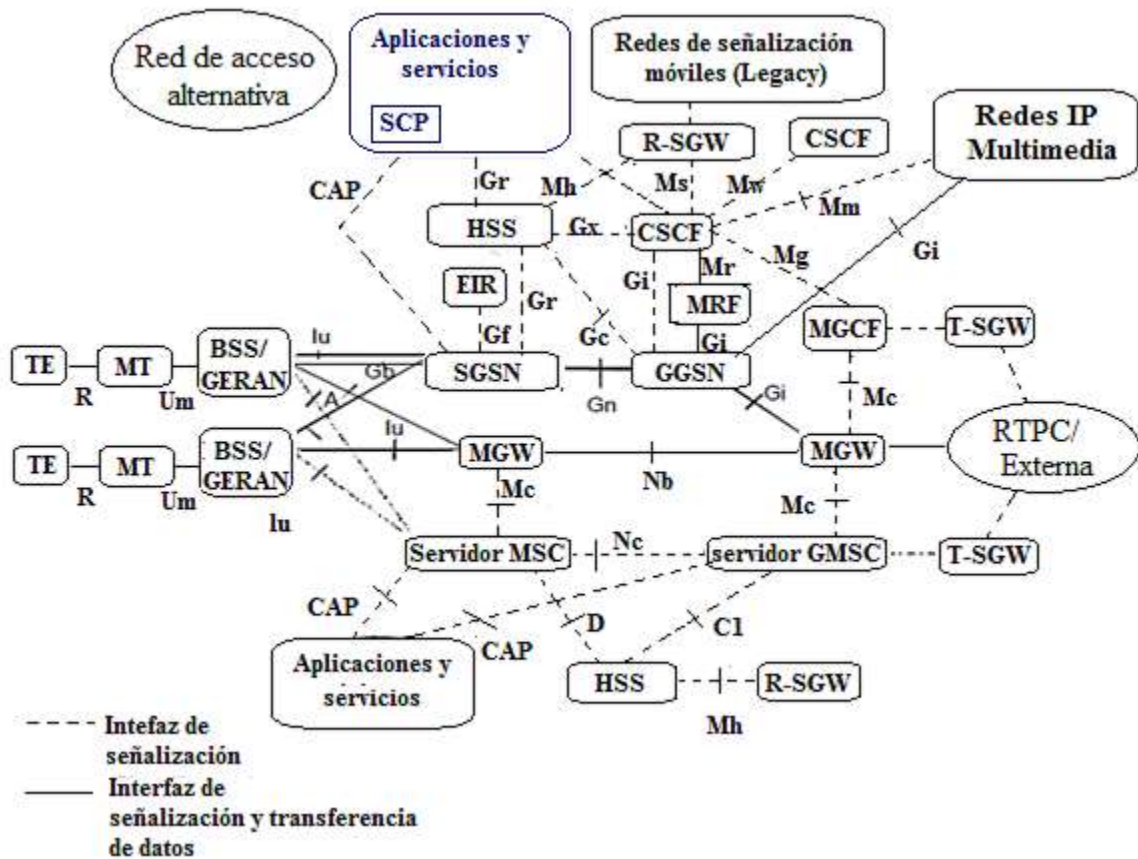 Red de acceso
alternativa
Aplicaciones y
servicios
SCP
Redes de señalización
móviles (Legacy)
Redes IP
Multimedia
R-SGW
CSCF
CAP
Gr
Mh
Ms
Mw
Mm
HSS
Gx
CSCF
Gi
Mg
Gi
Mr
EIR
Gr
MRF
MGCF
T-SGW
Gf
Gc
Gi
Iu
BSS/
GERAN
TE
MT
R
Um
Gb
SGSN
GGSN
Gn
Gi
Mc
A
Iu
BSS/
GERAN
TE
MT
R
Um
Iu
MGW
Nb
MGW
RTPC/
Externa
Mc
Mc
Servidor MSC
Nc
servidor GMSC
T-SGW
CAP
CAP
D
C1
Aplicaciones y
servicios
HSS
R-SGW
Mh
Intefaz de
señalización
Interfaz de
señalización y transferencia
de datos